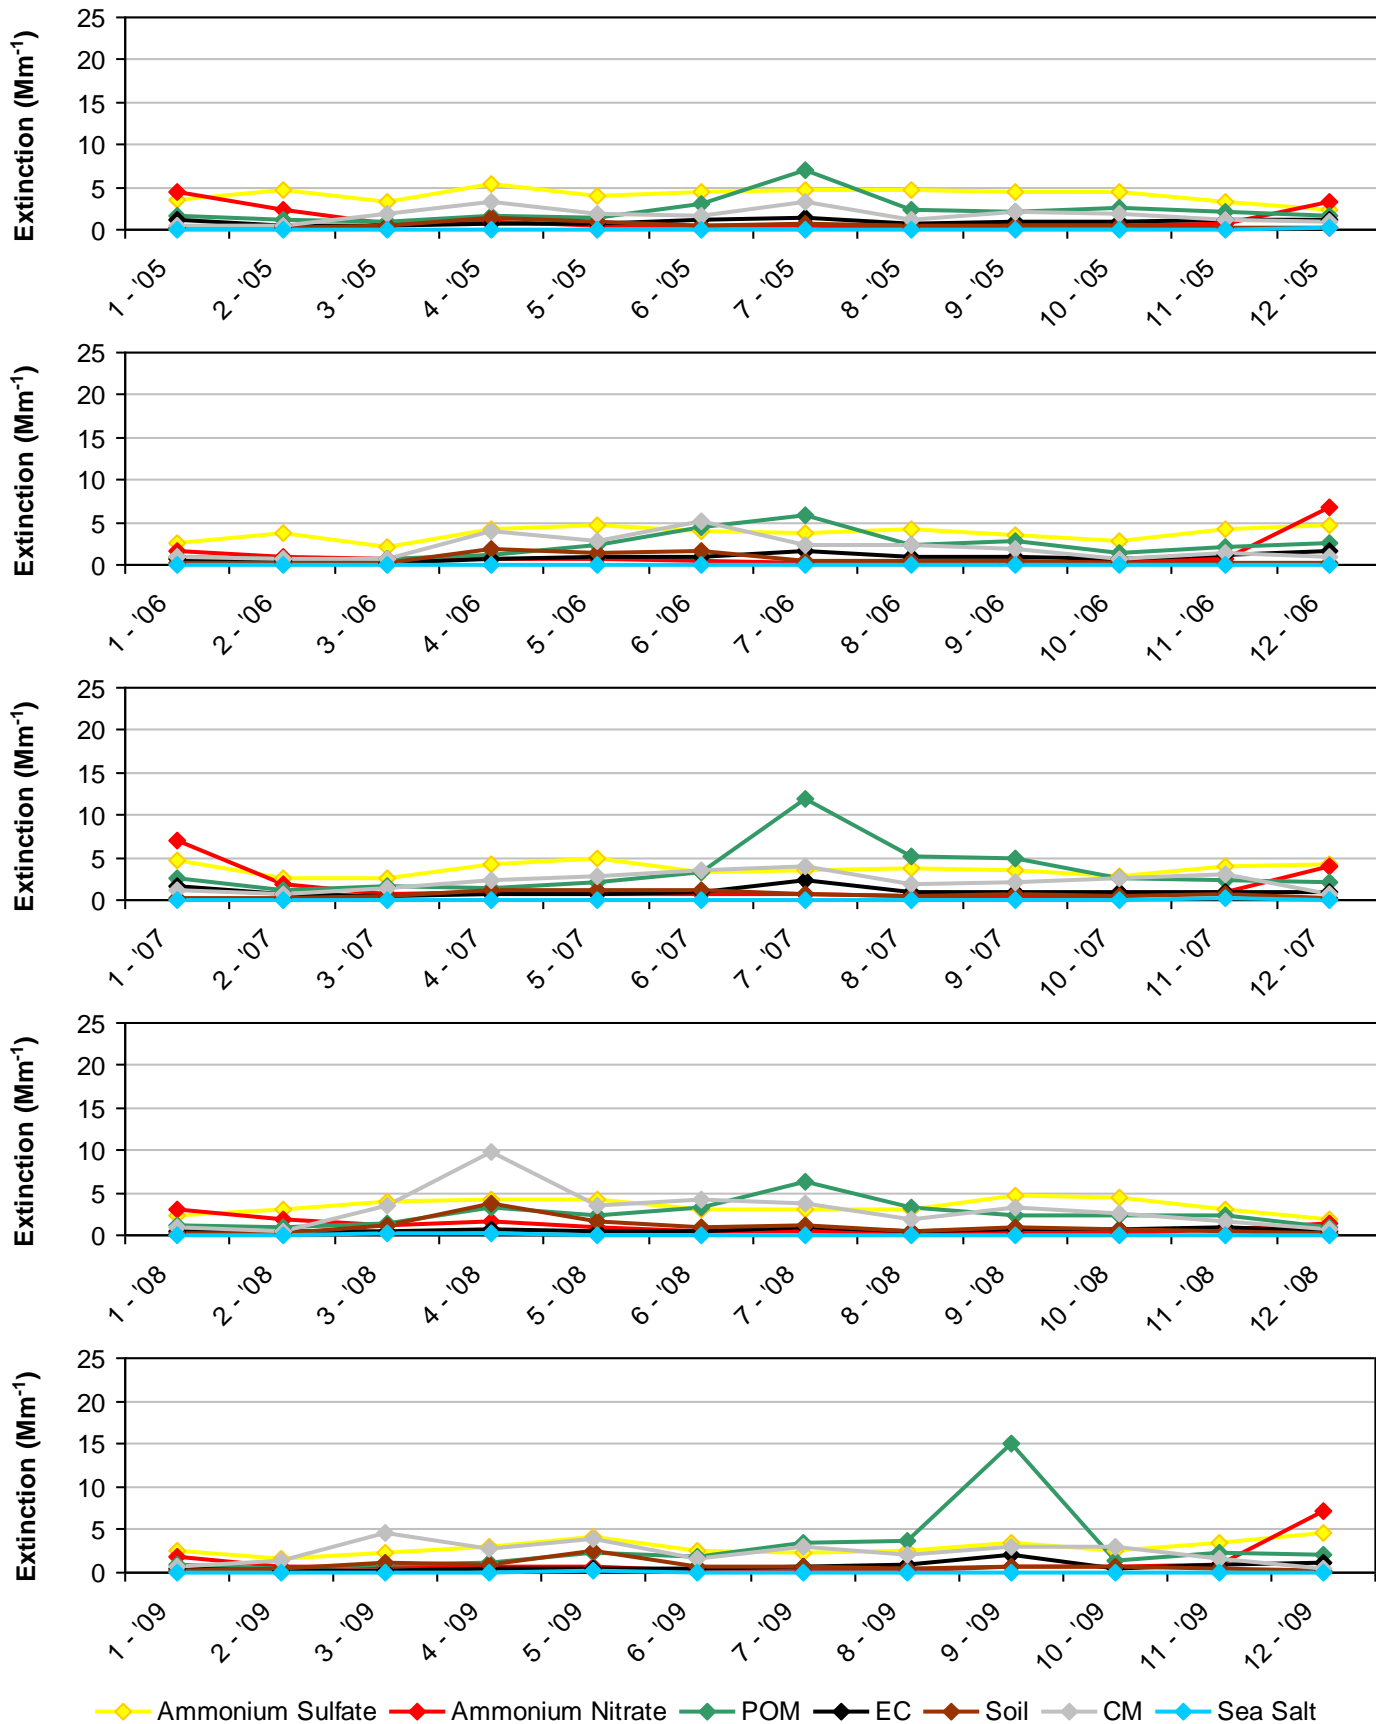 25
20
15
10
5
0
Extinction (Mm-1)
1 - '05 2 - '05 3 - '05 4 - '05 5 - '05 6 - '05 7 - '05 8 - '05 9 - '05 10 - '05 11 - '05 12 - '05
25
20
15
10
5
0
Extinction (Mm-1)
1 - '06 2 - '06 3 - '06 4 - '06 5 - '06 6 - '06 7 - '06 8 - '06 9 - '06 10 - '06 11 - '06 12 - '06
25
20
15
10
5
0
Extinction (Mm-1)
1 - '07 2 - '07 3 - '07 4 - '07 5 - '07 6 - '07 7 - '07 8 - '07 9 - '07 10 - '07 11 - '07 12 - '07
25
20
15
10
5
0
Extinction (Mm-1)
1 - '08 2 - '08 3 - '08 4 - '08 5 - '08 6 - '08 7 - '08 8 - '08 9 - '08 10 - '08 11 - '08 12 - '08
25
20
15
10
5
0
Extinction (Mm-1)
1 - '09 2 - '09 3 - '09 4 - '09 5 - '09 6 - '09 7 - '09 8 - '09 9 - '09 10 - '09 11 - '09 12 - '09
Ammonium Sulfate Ammonium Nitrate POM EC Soil CM Sea Salt